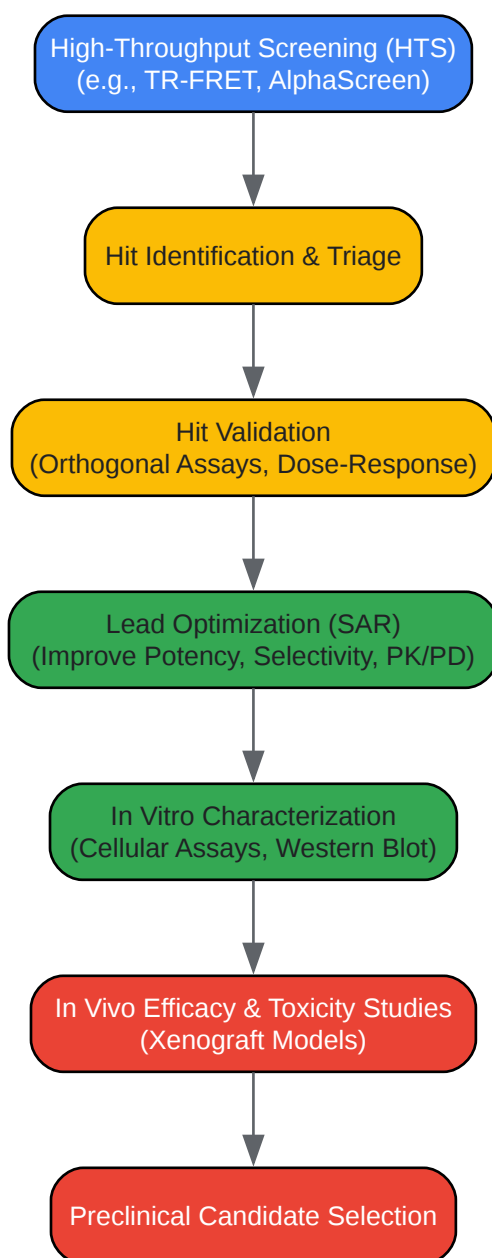 High-Throughput Screening (HTS)
(e.g., TR-FRET, AlphaScreen)
Hit Identification & Triage
Hit Validation
(Orthogonal Assays, Dose-Response)
Lead Optimization (SAR)
(Improve Potency, Selectivity, PK/PD)
In Vitro Characterization
(Cellular Assays, Western Blot)
In Vivo Efficacy & Toxicity Studies
(Xenograft Models)
Preclinical Candidate Selection